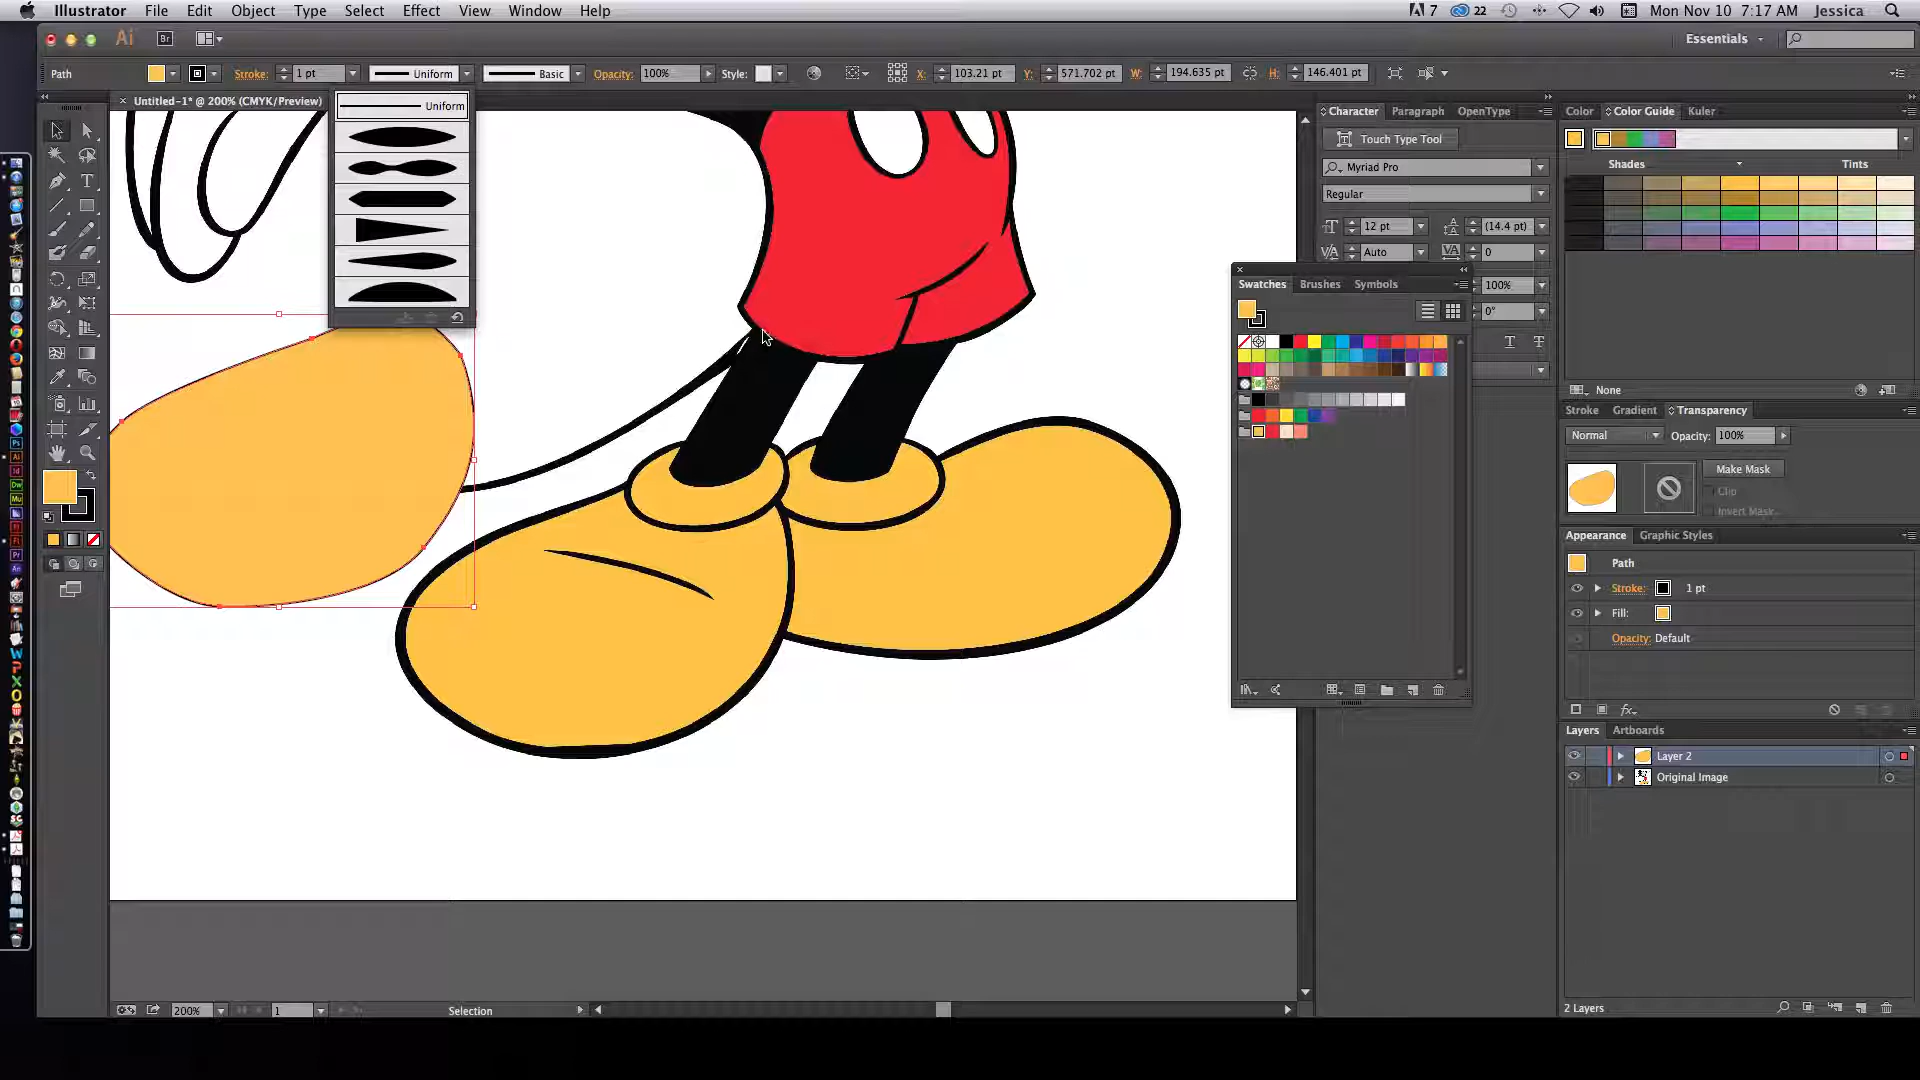 Illustrator File Edit Object Type Select Effect View Window Help 7 22 Mon Nov 10 7:17 AM Jessica
Ai Br Essentials
Path Stroke: 1 pt Uniform Basic Opacity: 100% Style: X: 103.21 pt Y: 571.702 pt W: 194.635 pt H: 146.401 pt
× Untitled-1* @ 200% (CMYK/Preview)
Uniform
Character Paragraph OpenType
Touch Type Tool
Myriad Pro
Regular
12 pt (14.4 pt)
Auto 0
100%
0°
Color Color Guide Kuler
Shades Tints
None
Swatches Brushes Symbols
Stroke Gradient Transparency
Normal Opacity: 100%
Make Mask
Clip
Invert Mask
Appearance Graphic Styles
Path
Stroke: 1 pt
Fill:
Opacity: Default
Layers Artboards
Layer 2
Original Image
2 Layers
200% 1 Selection